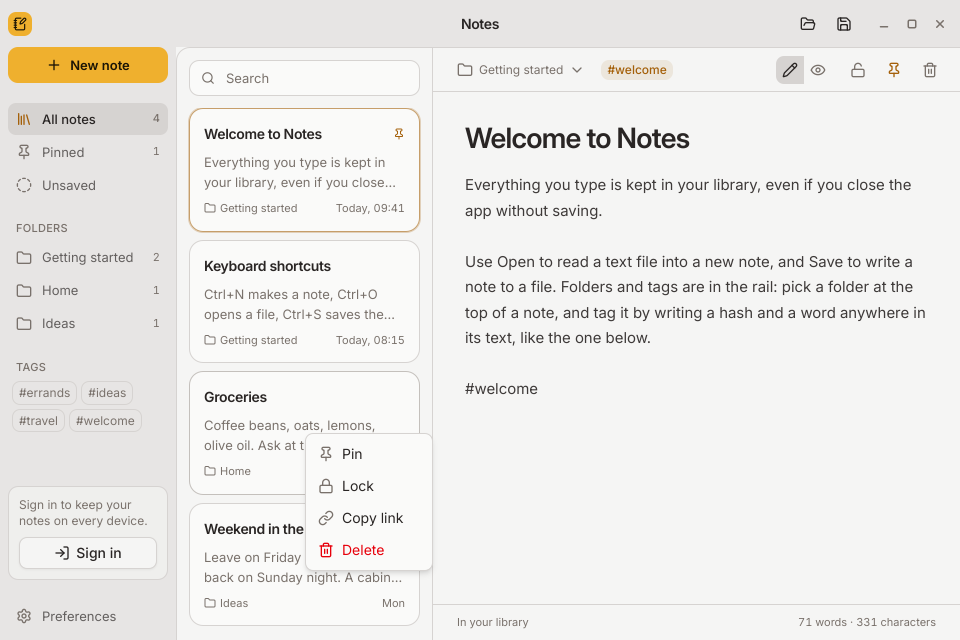 Notes
New note
All notes 4
Pinned 1
Unsaved
FOLDERS
Getting started 2
Home 1
Ideas 1
TAGS
#errands #ideas
#travel #welcome
Sign in to keep your
notes on every device.
Sign in
Preferences
Search
Welcome to Notes
Everything you type is kept in
your library, even if you close...
Getting started Today, 09:41
Keyboard shortcuts
Ctrl+N makes a note, Ctrl+O
opens a file, Ctrl+S saves the...
Getting started Today, 08:15
Groceries
Coffee beans, oats, lemons,
olive oil. Ask at
Home
Weekend in the
Leave on Friday
back on Sunday night. A cabin...
Ideas Mon
Pin
Lock
Copy link
Delete
Getting started #welcome
Welcome to Notes
Everything you type is kept in your library, even if you close the
app without saving.
Use Open to read a text file into a new note, and Save to write a
note to a file. Folders and tags are in the rail: pick a folder at the
top of a note, and tag it by writing a hash and a word anywhere in
its text, like the one below.
#welcome
In your library 71 words · 331 characters